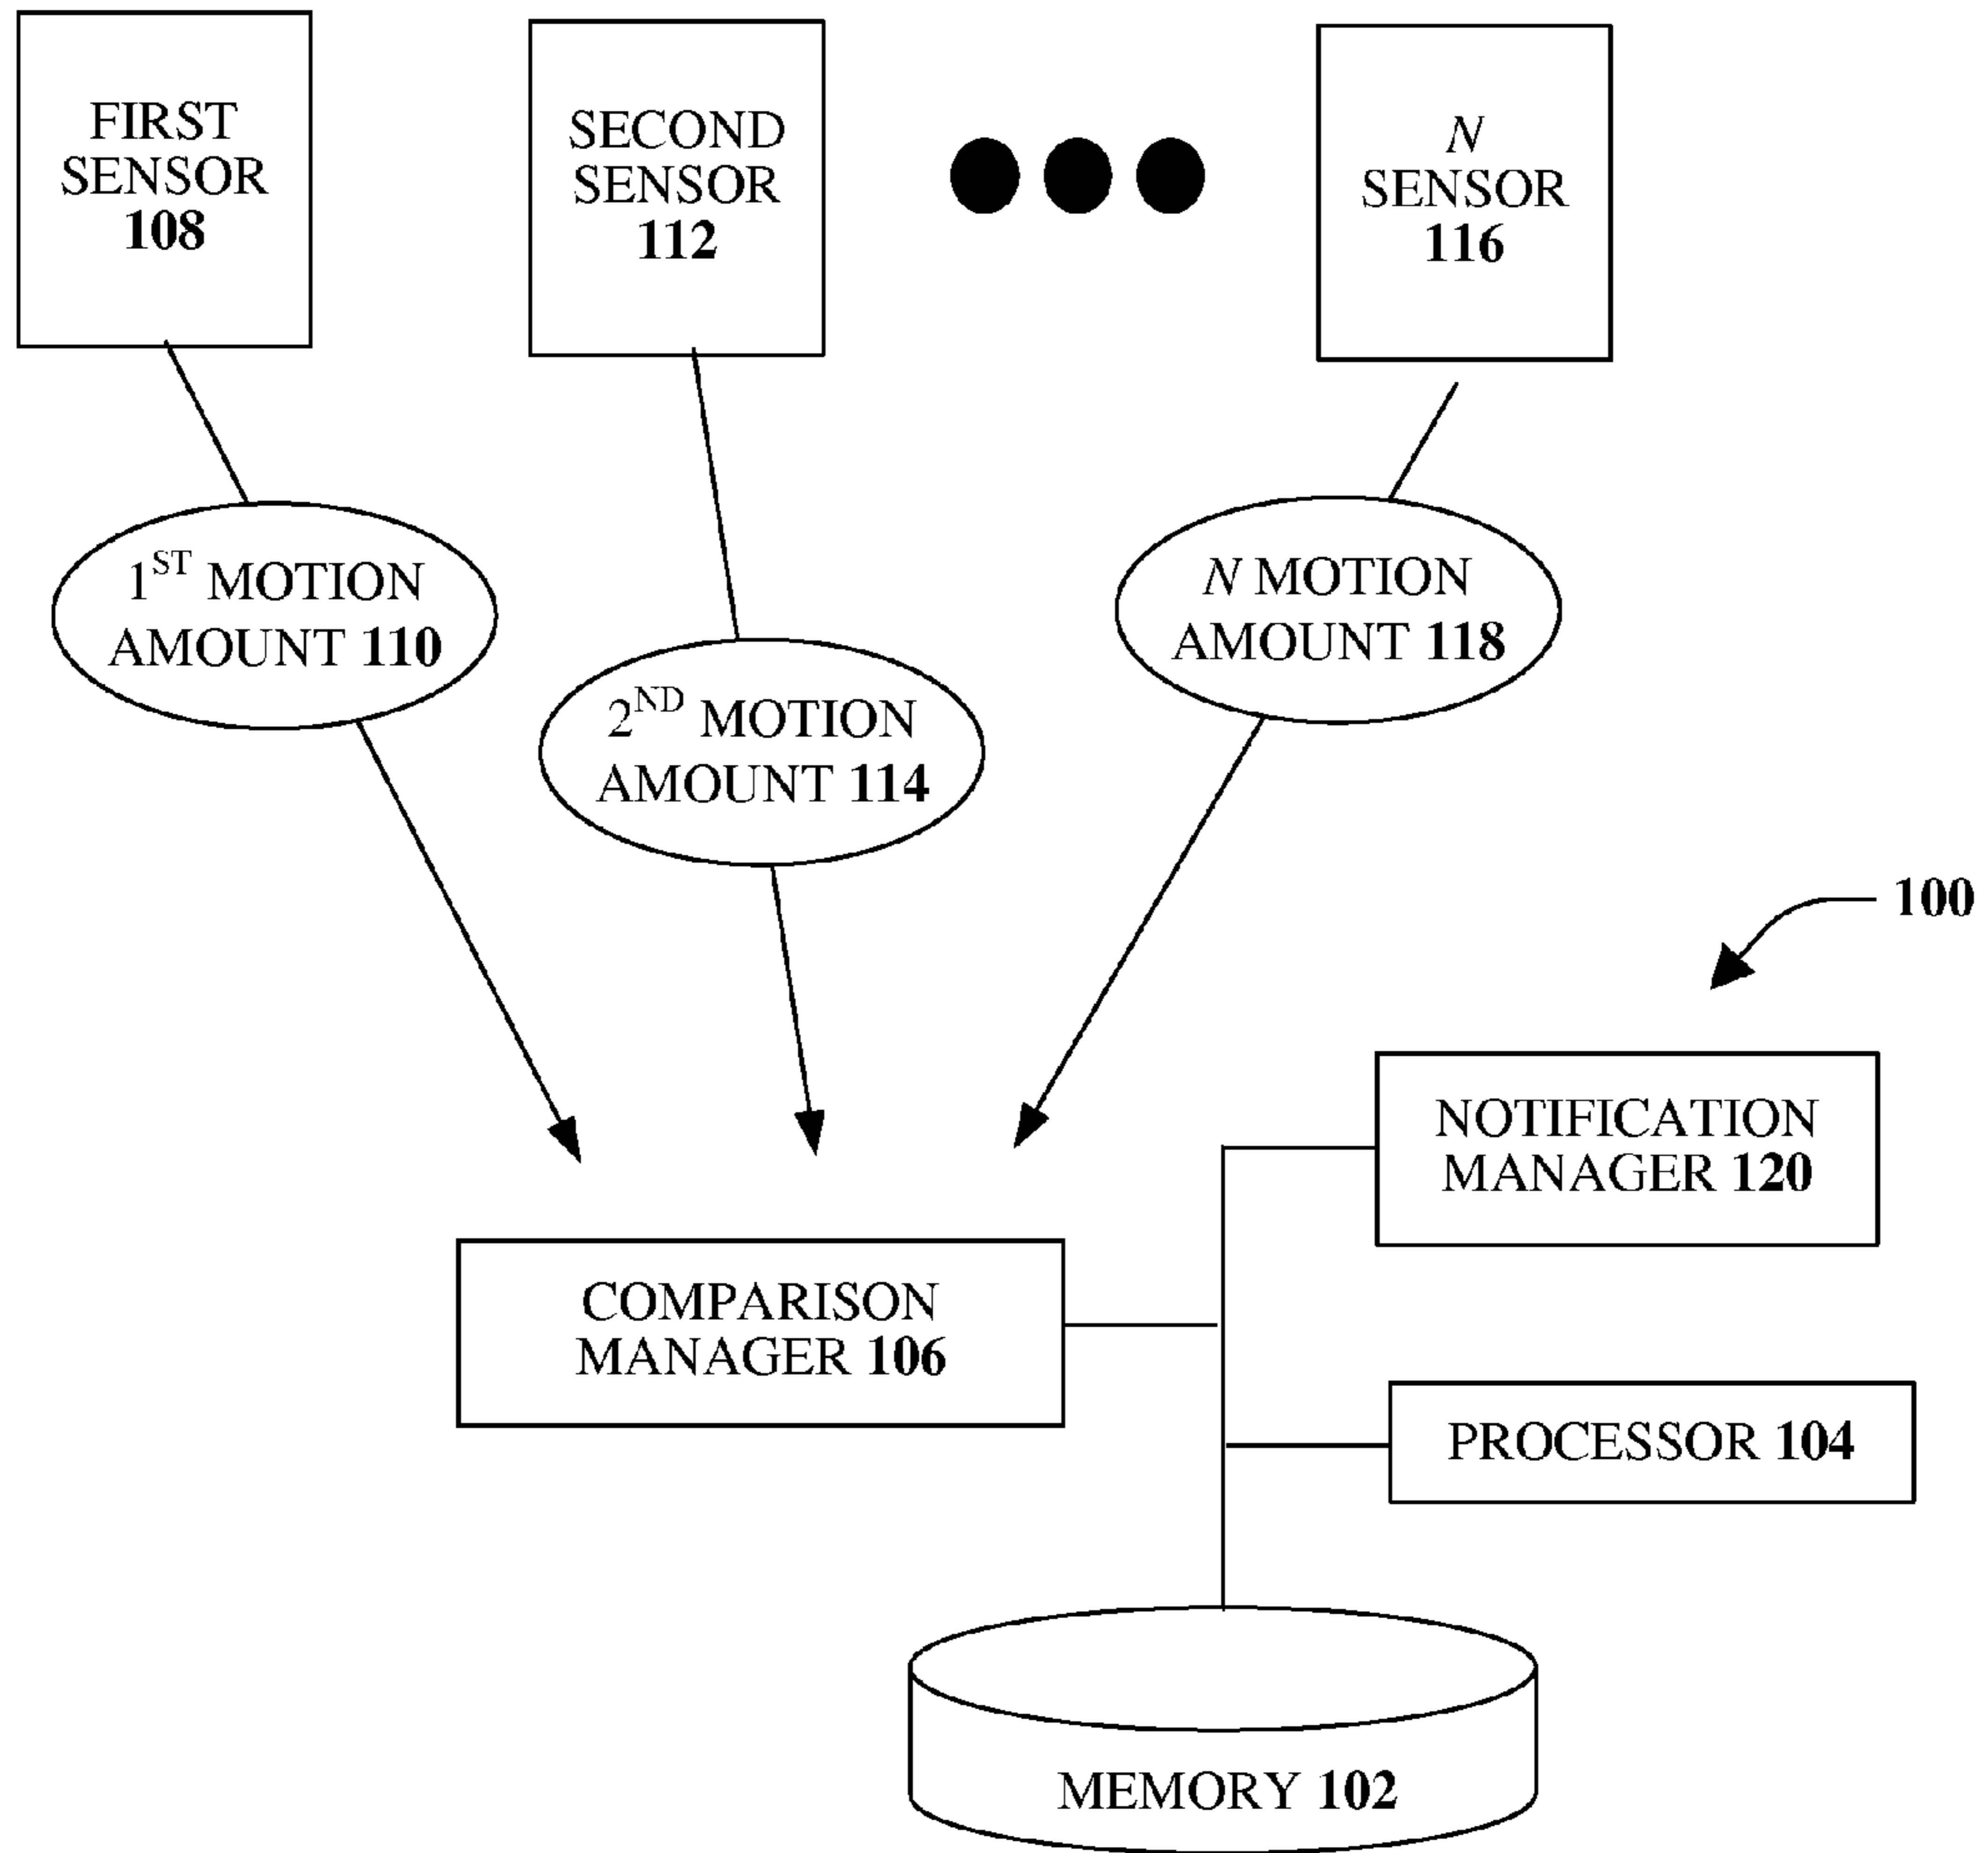 FIRST
SENSOR
108
SECOND
SENSOR
112
N
SENSOR
116
1ST MOTION
AMOUNT 110
2ND MOTION
AMOUNT 114
N MOTION
AMOUNT 118
100
NOTIFICATION
MANAGER 120
COMPARISON
MANAGER 106
PROCESSOR 104
MEMORY 102